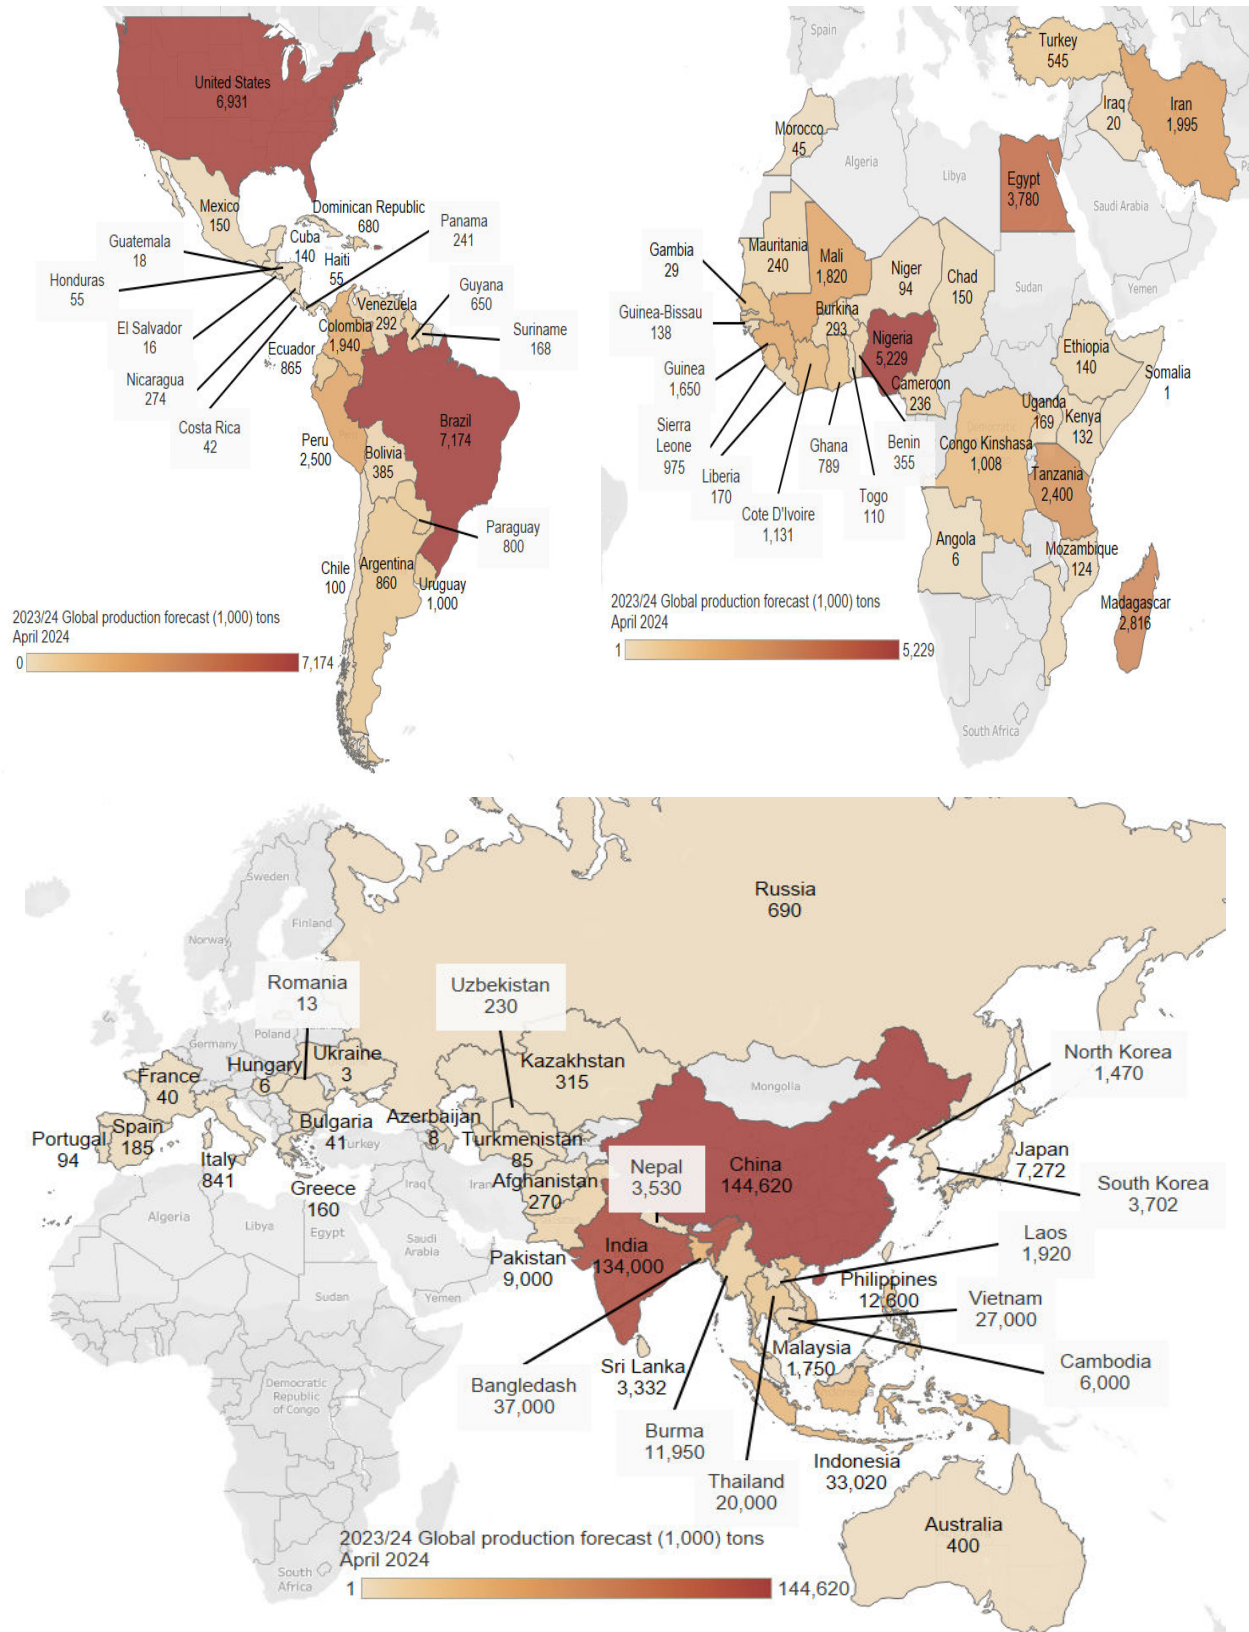 United States
6,931
Mexico
150
Dominican Republic
680
Cuba
140
Haiti
55
Panama
241
Guatemala
18
Honduras
55
El Salvador
16
Nicaragua
274
Costa Rica
42
Guyana
650
Venezuela
292
Suriname
168
Colombia
1,940
Ecuador
865
Peru
2,500
Brazil
7,174
Bolivia
385
Paraguay
800
Chile
100
Argentina
860
Uruguay
1,000
2023/24 Global production forecast (1,000) tons
April 2024
0
7,174
Spain
Turkey
545
Iraq
20
Iran
1,995
Morocco
45
Algeria
Libya
Egypt
3,780
Saudi Arabia
Yemen
Sudan
Gambia
29
Mauritania
240
Mali
1,820
Niger
94
Chad
150
Guinea-Bissau
138
Burkina
293
Nigeria
5,229
Guinea
1,650
Cameroon
236
Ethiopia
140
Somalia
1
Sierra
Leone
975
Liberia
170
Cote D'Ivoire
1,131
Ghana
789
Togo
110
Benin
355
Uganda
169
Kenya
132
Congo Kinshasa
1,008
Tanzania
2,400
Angola
6
Mozambique
124
Madagascar
2,816
South Africa
2023/24 Global production forecast (1,000) tons
April 2024
1
5,229
Russia
690
Sweden
Finland
Norway
Romania
13
Uzbekistan
230
Poland
Germany
Ukraine
3
Hungary
6
France
40
Kazakhstan
315
Mongolia
North Korea
1,470
Bulgaria
41
Azerbaijan
8
Turkey
Portugal
94
Spain
185
Italy
841
Greece
160
Turkmenistan
85
Afghanistan
270
Nepal
3,530
China
144,620
Japan
7,272
South Korea
3,702
Iraq
Iran
Algeria
Libya
Egypt
Saudi
Arabia
Yemen
Sudan
Pakistan
9,000
India
134,000
Laos
1,920
Philippines
12,600
Vietnam
27,000
Malaysia
1,750
Cambodia
6,000
Sri Lanka
3,332
Bangledash
37,000
Burma
11,950
Thailand
20,000
Indonesia
33,020
Democratic
Republic
of Congo
Australia
400
South
Africa
2023/24 Global production forecast (1,000) tons
April 2024
1
144,620